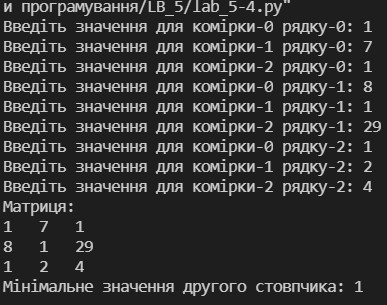 и програмування/LB_5/lab_5-4.py"
Введіть значення для комірки-0 рядку-0: 1
Введіть значення для комірки-1 рядку-0: 7
Введіть значення для комірки-2 рядку-0: 1
Введіть значення для комірки-0 рядку-1: 8
Введіть значення для комірки-1 рядку-1: 1
Введіть значення для комірки-2 рядку-1: 29
Введіть значення для комірки-0 рядку-2: 1
Введіть значення для комірки-1 рядку-2: 2
Введіть значення для комірки-2 рядку-2: 4
Матриця:
1   7   1
8   1   29
1   2   4
Мінімальне значення другого стовпчика: 1